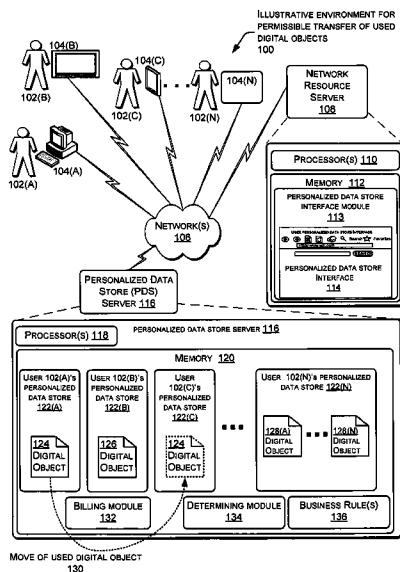 ILLUSTRATIVE ENVIRONMENT FOR
PERMISSIBLE TRANSFER OF USED
DIGITAL OBJECTS
100
104(B)
104(C)
104(N)
102(B)
102(C)
102(N)
102(A)
104(A)
NETWORK
RESOURCE
SERVER
108
NETWORK(S)
106
PROCESSOR(S) 110
MEMORY 112
PERSONALIZED DATA STORE
INTERFACE MODULE
113
PERSONALIZED DATA STORE
INTERFACE
114
PERSONALIZED DATA
STORE (PDS)
SERVER 116
PROCESSOR(S) 118
PERSONALIZED DATA STORE SERVER 116
MEMORY 120
USER 102(A)'S
PERSONALIZED
DATA STORE
122(A)
USER 102(B)'S
PERSONALIZED
DATA STORE
122(B)
USER 102(C)'S
PERSONALIZED
DATA STORE
122(C)
USER 102(N)'S PERSONALIZED
DATA STORE 122(N)
124
DIGITAL
OBJECT
126
DIGITAL
OBJECT
124
DIGITAL
OBJECT
128(A)
DIGITAL
OBJECT
128(N)
DIGITAL
OBJECT
BILLING MODULE
132
DETERMINING MODULE
134
BUSINESS RULE(S)
136
MOVE OF USED DIGITAL OBJECT
130